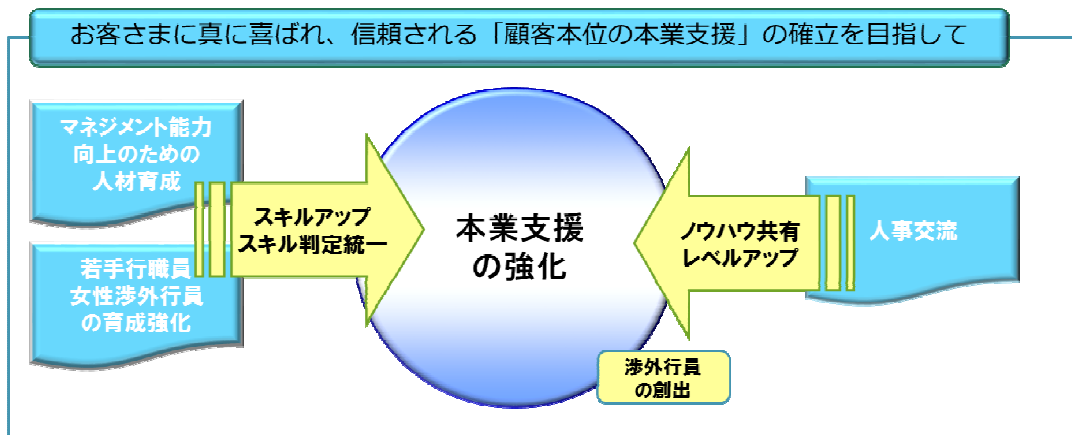 お客さまに真に喜ばれ、信頼される「顧客本位の本業支援」の確立を目指して
マネジメント能力
向上のための
人材育成
若手行職員
女性渉外行員
の育成強化
スキルアップ
スキル判定統一
本業支援
の強化
ノウハウ共有
レベルアップ
人事交流
渉外行員
の創出